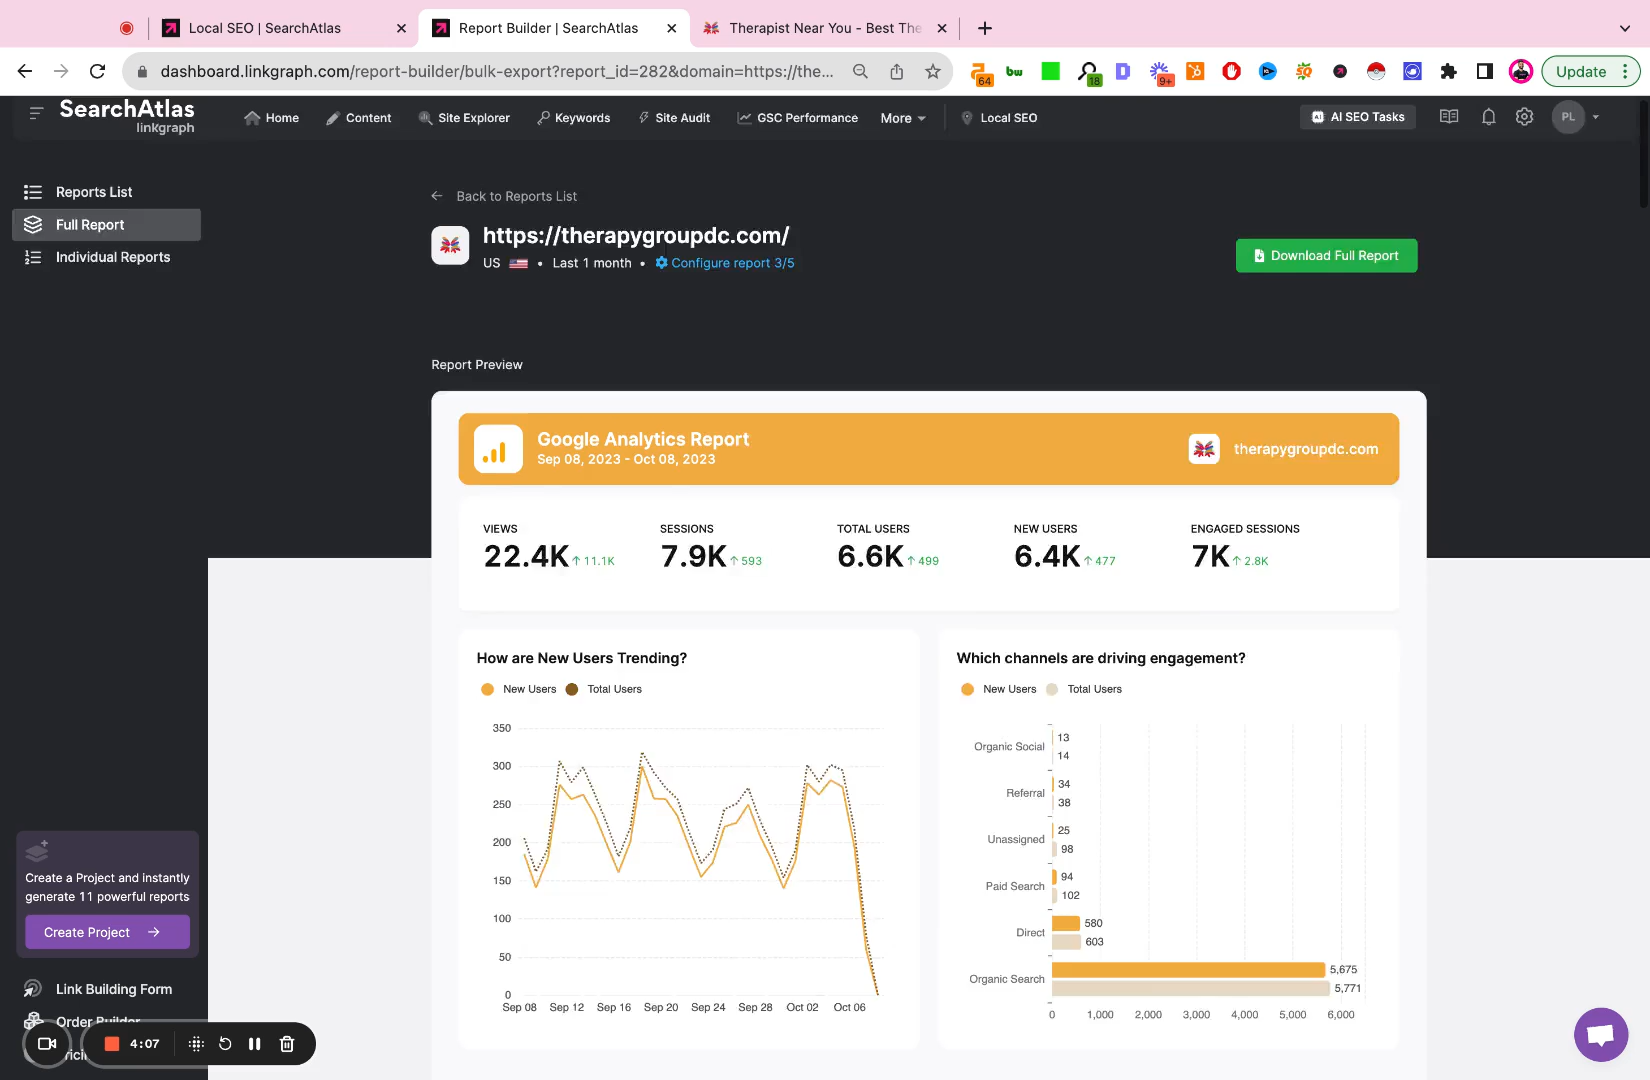 Local SEO | SearchAtlas
Report Builder | SearchAtlas
Therapist Near You - Best The
dashboard.linkgraph.com/report-builder/bulk-export?report_id=282&domain=https://the...
64
bw
18
D
9+
Update
SearchAtlas
linkgraph
Home
Content
Site Explorer
Keywords
Site Audit
GSC Performance
More
Local SEO
AI SEO Tasks
PL
Reports List
Full Report
Individual Reports
Back to Reports List
https://therapygroupdc.com/
US • Last 1 month • Configure report 3/5
Download Full Report
Report Preview
Google Analytics Report
Sep 08, 2023 - Oct 08, 2023
therapygroupdc.com
VIEWS
22.4K 11.1K
SESSIONS
7.9K 593
TOTAL USERS
6.6K 499
NEW USERS
6.4K 477
ENGAGED SESSIONS
7K 2.8K
How are New Users Trending?
New Users Total Users
350
300
250
200
150
100
50
0
Sep 08 Sep 12 Sep 16 Sep 20 Sep 24 Sep 28 Oct 02 Oct 06
Which channels are driving engagement?
New Users Total Users
Organic Social 13 14
Referral 34 38
Unassigned 25 98
Paid Search 94 102
Direct 580 603
Organic Search 5,675 5,771
0 1,000 2,000 3,000 4,000 5,000 6,000
Create a Project and instantly
generate 11 powerful reports
Create Project
Link Building Form
Order Builder
4:07